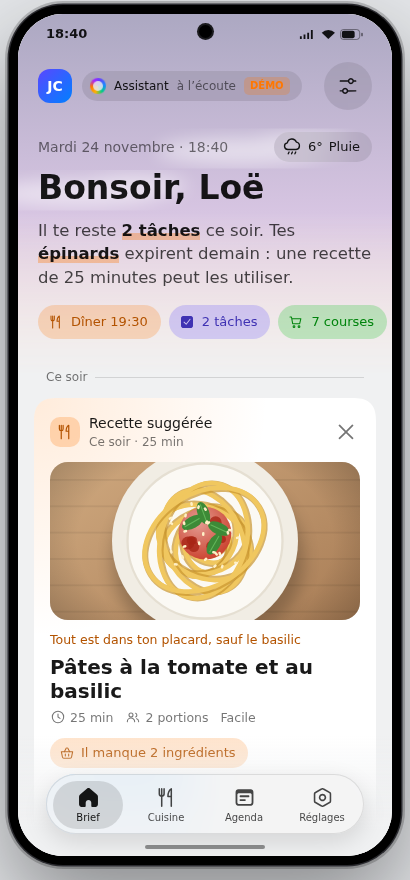 18:40
JC
Assistant à l'écoute DEMO
Mardi 24 novembre · 18:40
6° Pluie
Bonsoir, Loë
Il te reste 2 tâches ce soir. Tes
épinards expirent demain : une recette
de 25 minutes peut les utiliser.
Dîner 19:30
2 tâches
7 courses
Ce soir
Recette suggérée
Ce soir · 25 min
Tout est dans ton placard, sauf le basilic
Pâtes à la tomate et au
basilic
25 min
2 portions
Facile
Il manque 2 ingrédients
Brief
Cuisine
Agenda
Réglages